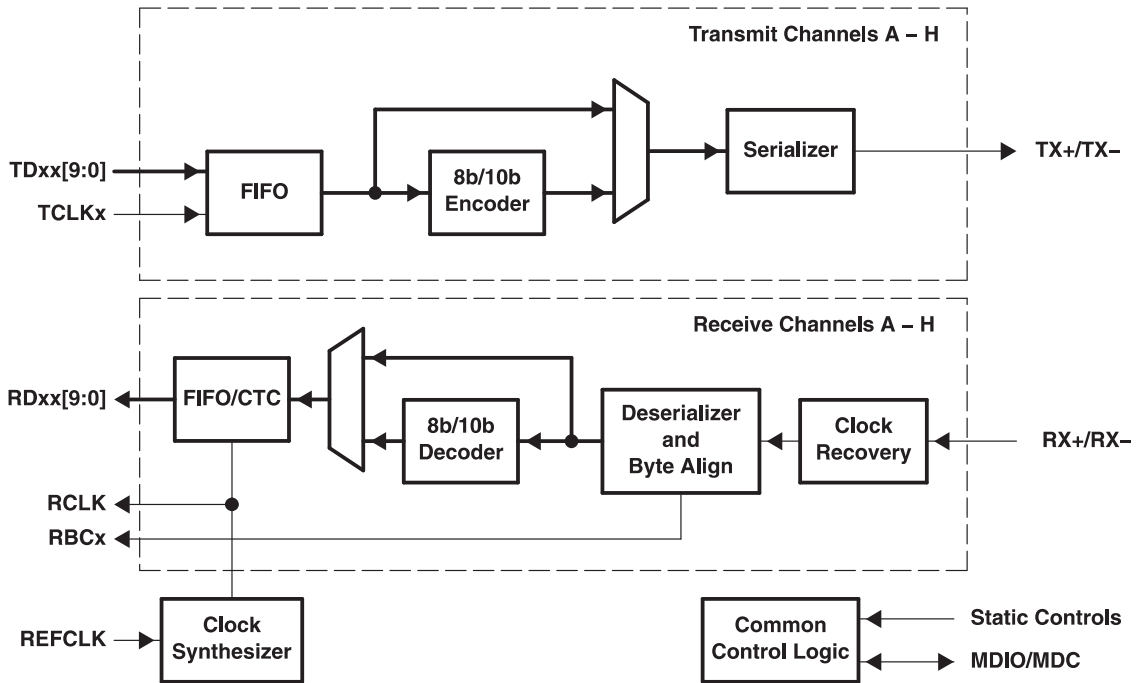 Transmit Channels A – H
TDxx[9:0]
TCLKx
FIFO
8b/10b
Encoder
Serializer
TX+/TX–
Receive Channels A – H
RDxx[9:0]
FIFO/CTC
8b/10b
Decoder
Deserializer
and
Byte Align
Clock
Recovery
RX+/RX–
RCLK
RBCx
REFCLK
Clock
Synthesizer
Common
Control Logic
Static Controls
MDIO/MDC